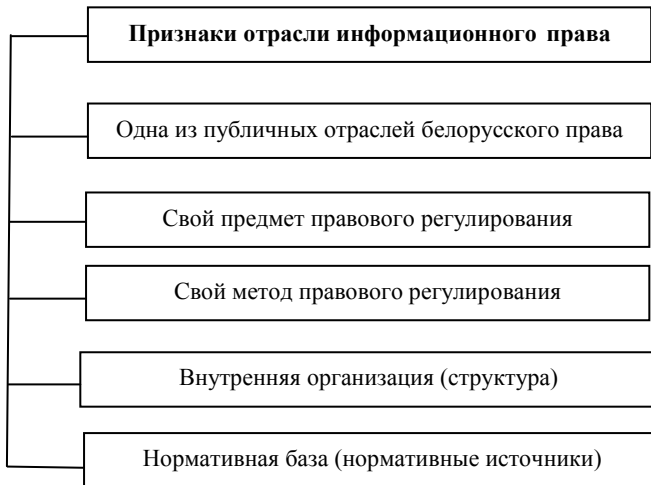 Признаки отрасли информационного права
Одна из публичных отраслей белорусского права
Свой предмет правового регулирования
Свой метод правового регулирования
Внутренняя организация (структура)
Нормативная база (нормативные источники)